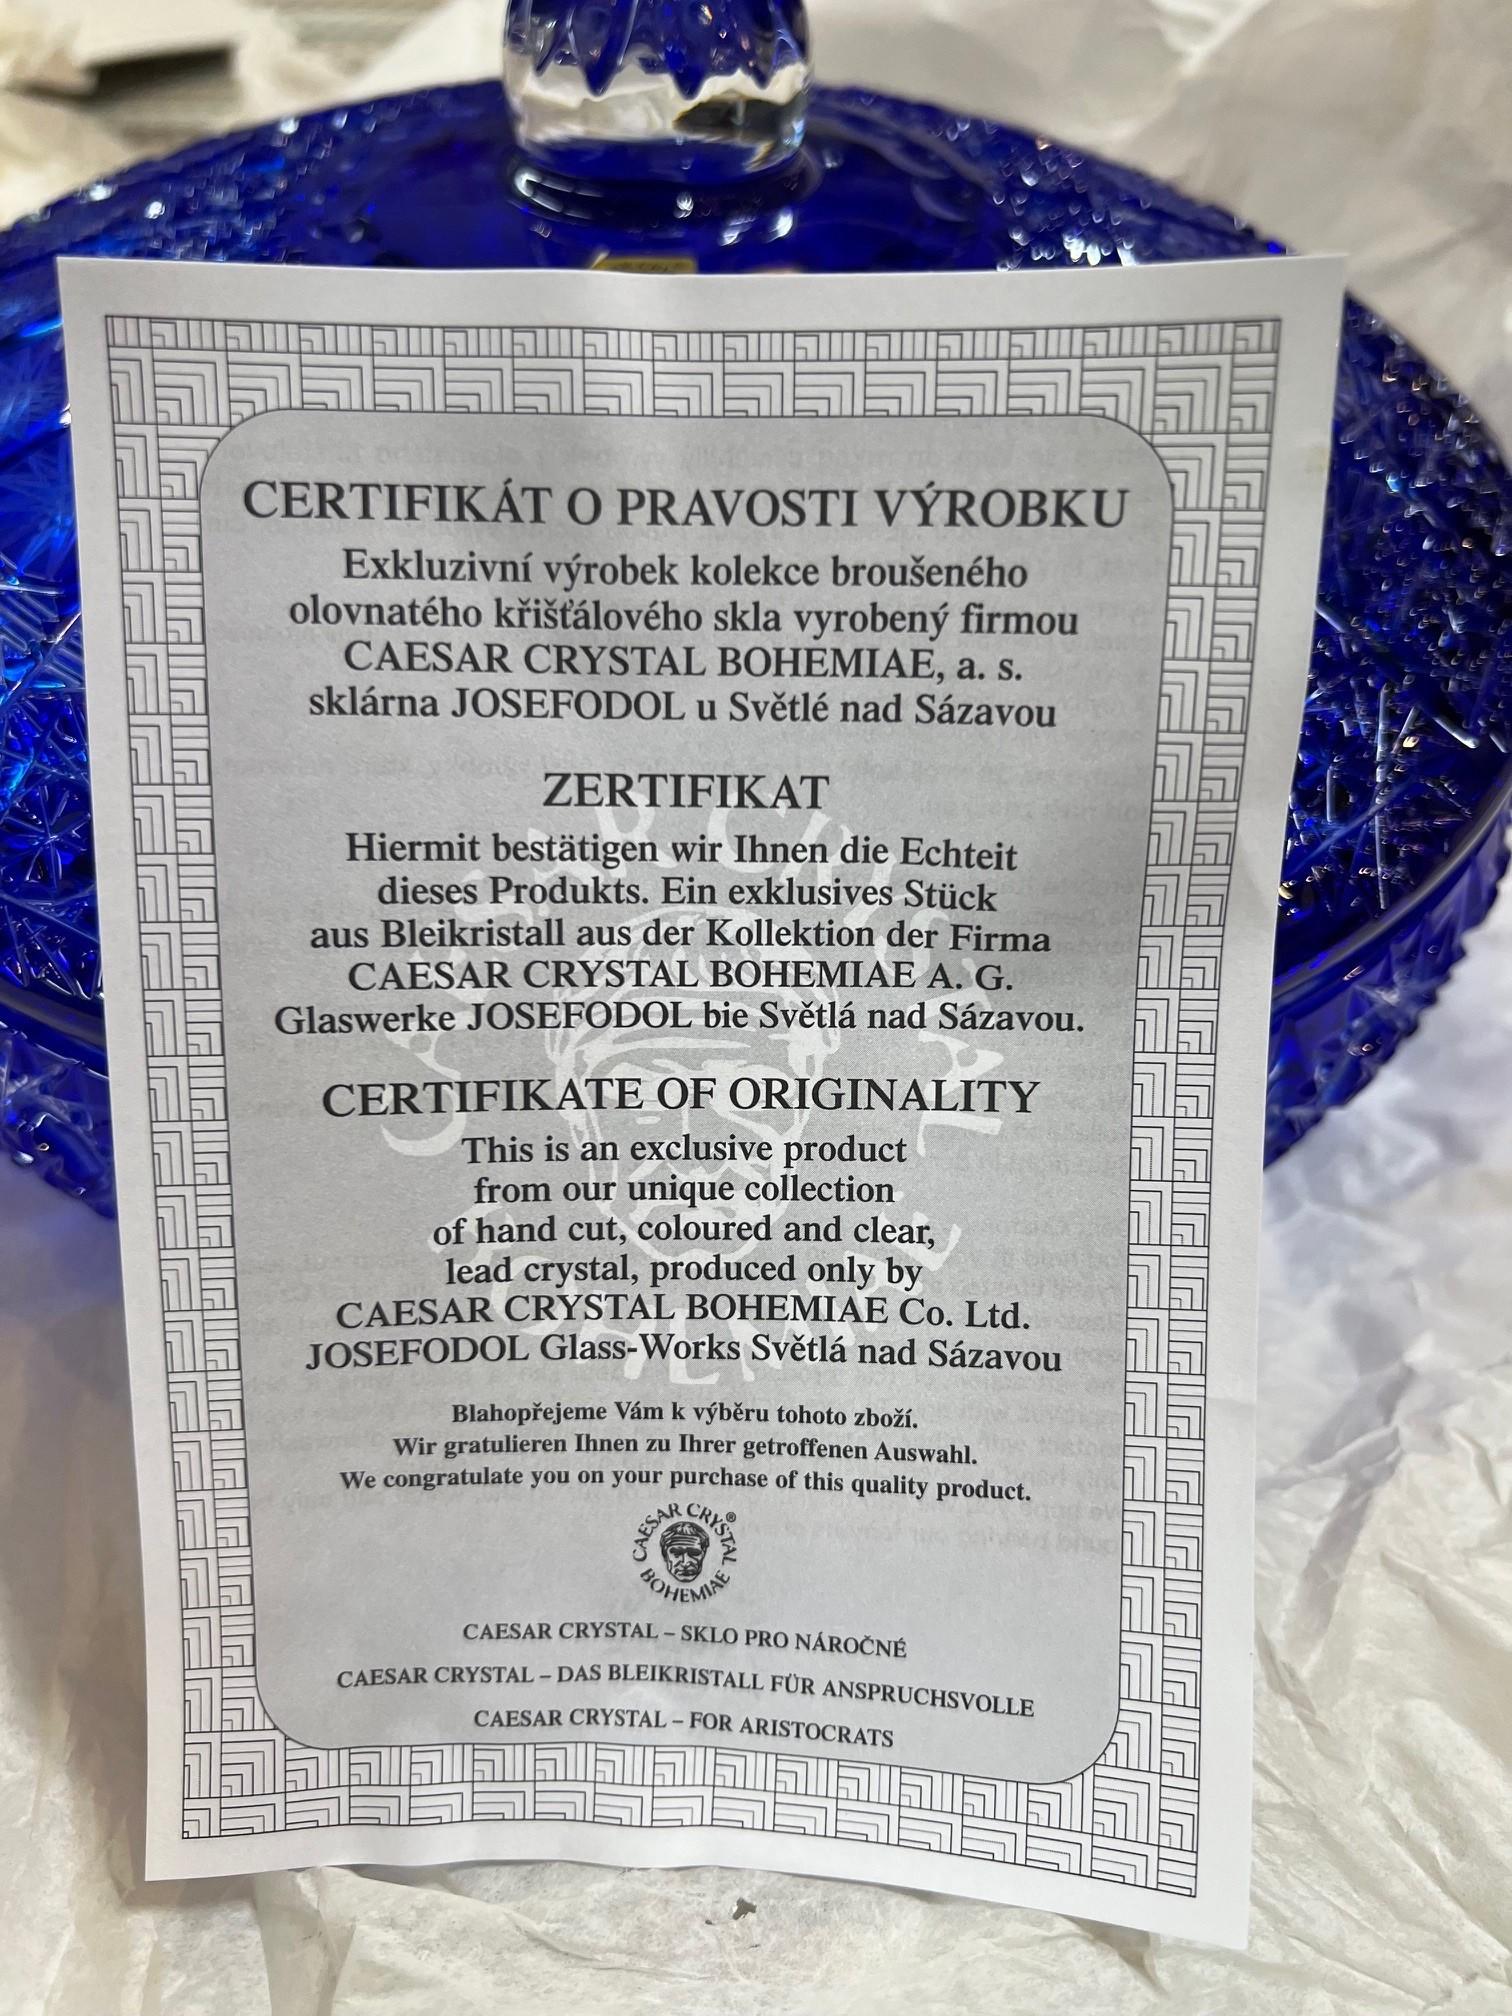 CERTIFIKÁT O PRAVOSTI VÝROBKU
Exkluzivní výrobek kolekce broušeného
olovnatého křišťálového skla vyrobený firmou
CAESAR CRYSTAL BOHEMIAE, a. s.
sklárna JOSEFODOL u Světlé nad Sázavou
ZERTIFIKAT
Hiermit bestätigen wir Ihnen die Echteit
dieses Produkts. Ein exklusives Stück
aus Bleikristall aus der Kollektion der Firma
CAESAR CRYSTAL BOHEMIAE A. G.
Glaswerke JOSEFODOL bie Světlá nad Sázavou.
CERTIFIKATE OF ORIGINALITY
This is an exclusive product
from our unique collection
of hand cut, coloured and clear,
lead crystal, produced only by
CAESAR CRYSTAL BOHEMIAE Co. Ltd.
JOSEFODOL Glass-Works Světlá nad Sázavou
Blahopřejeme Vám k výběru tohoto zboží.
Wir gratulieren Ihnen zu Ihrer getroffenen Auswahl.
We congratulate you on your purchase of this quality product.
CAESAR CRYSTAL ®
BOHEMIAE
CAESAR CRYSTAL – SKLO PRO NÁROČNÉ
CAESAR CRYSTAL – DAS BLEIKRISTALL FÜR ANSPRUCHSVOLLE
CAESAR CRYSTAL – FOR ARISTOCRATS